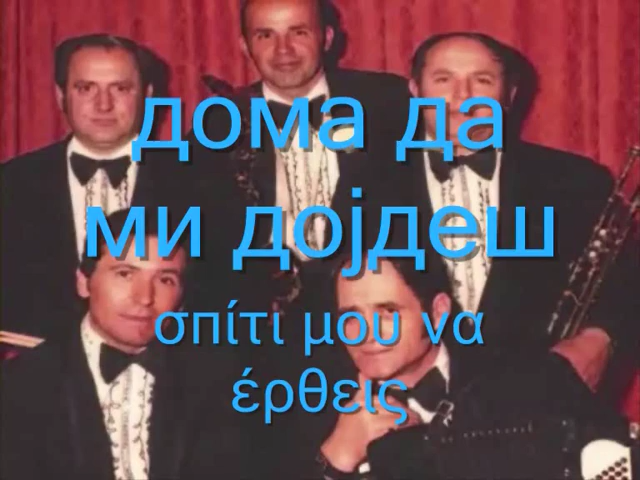 дома да
ми дојдеш
σπίτι μου να
έρθεις